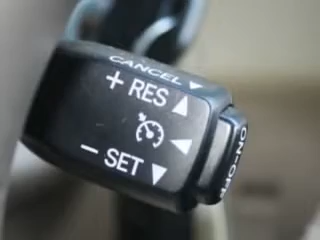 CANCEL ▼
+ RES ▲
◀
− SET ▼
ON-OFF